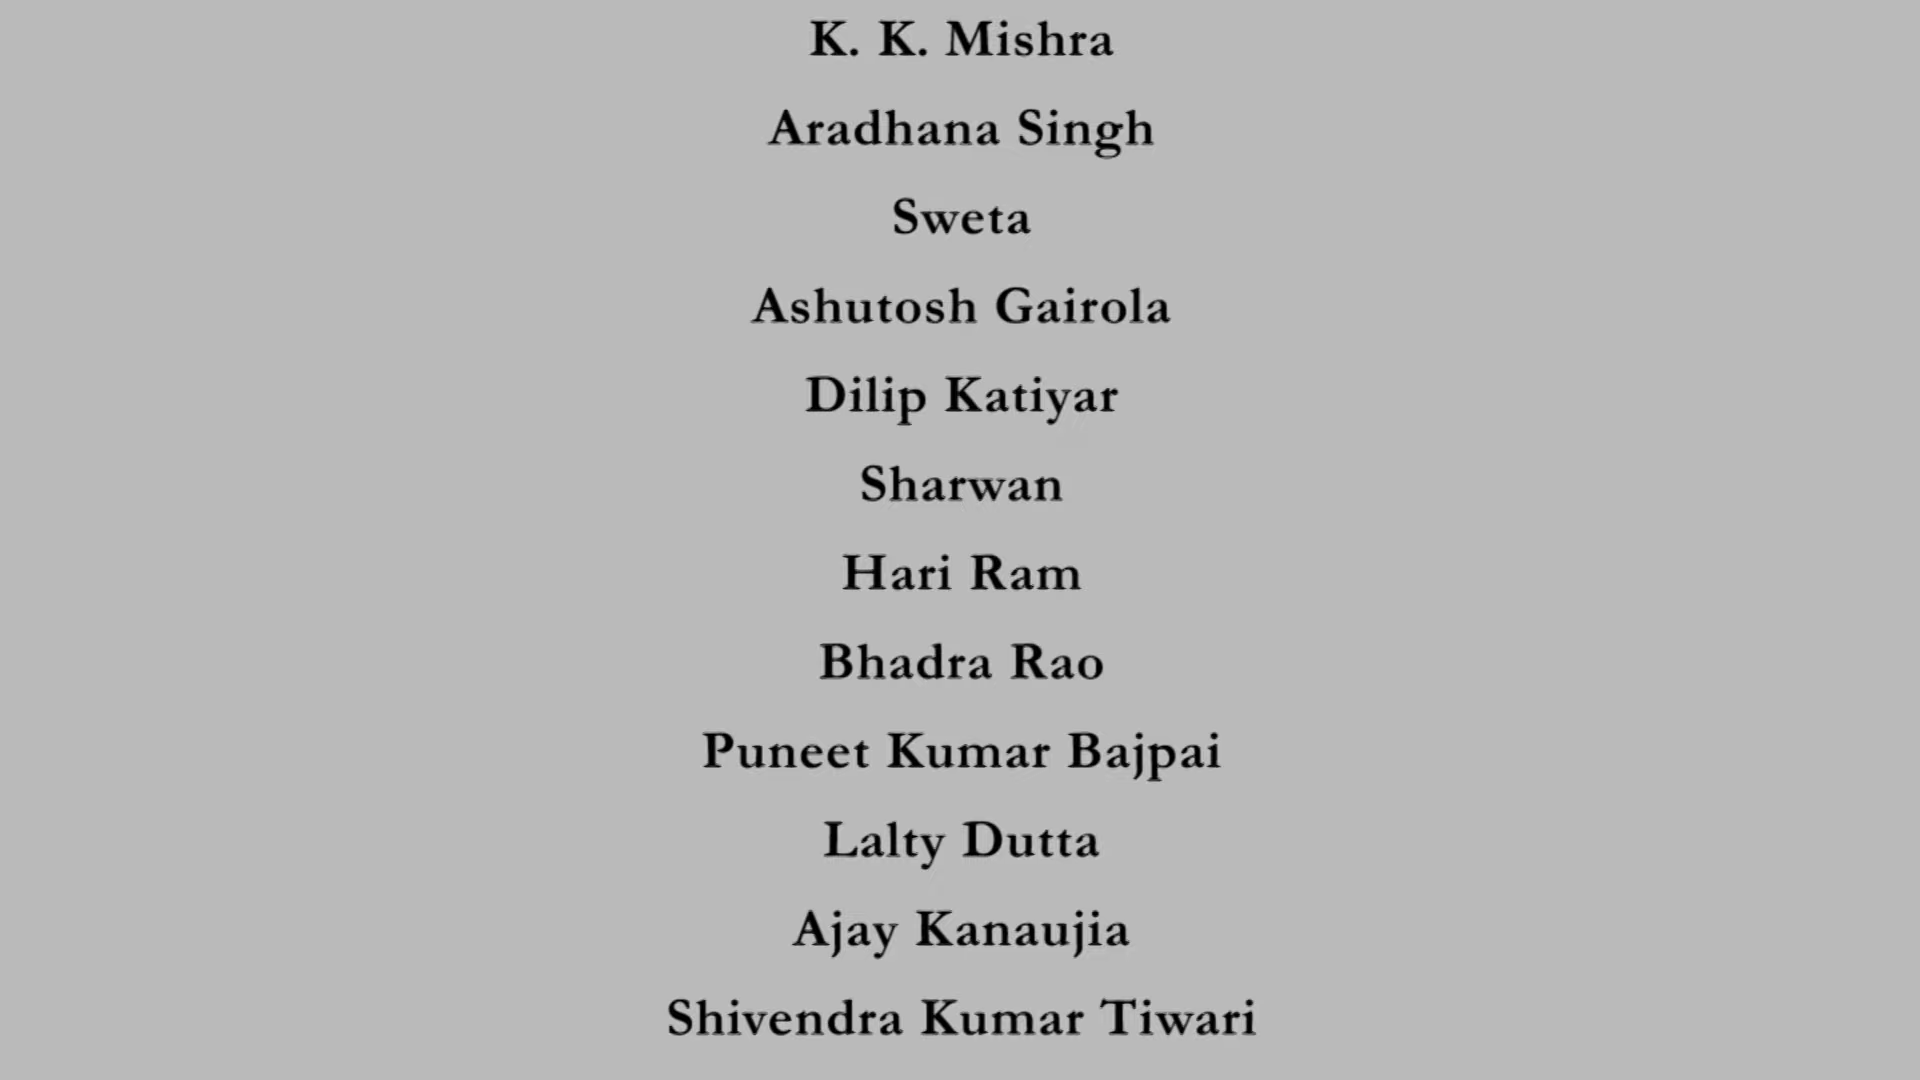 K. K. Mishra
Aradhana Singh
Sweta
Ashutosh Gairola
Dilip Katiyar
Sharwan
Hari Ram
Bhadra Rao
Puneet Kumar Bajpai
Lalty Dutta
Ajay Kanaujia
Shivendra Kumar Tiwari